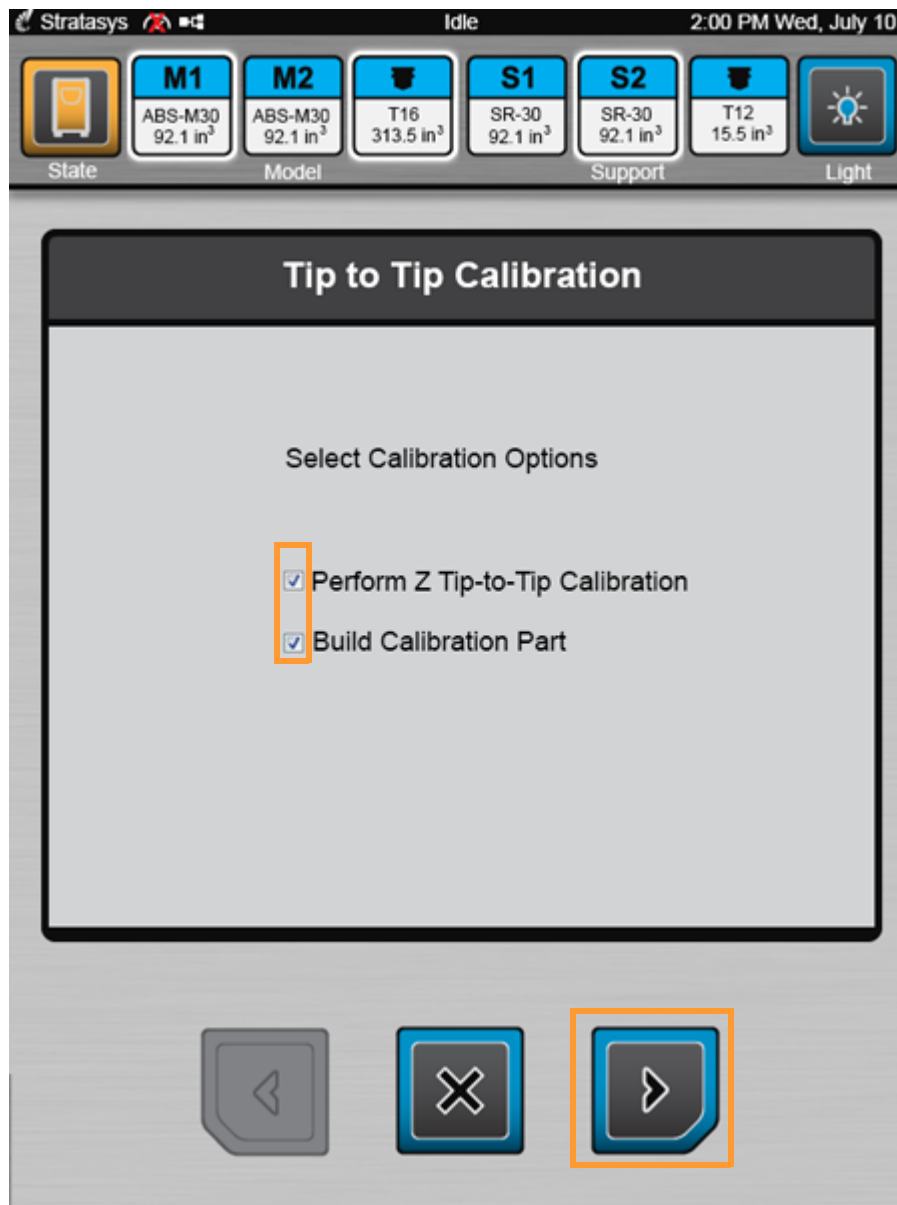 Stratasys Idle 2:00 PM Wed, July 10
M1 M2 S1 S2
ABS-M30 ABS-M30 T16 SR-30 SR-30 T12
92.1 in³ 92.1 in³ 313.5 in³ 92.1 in³ 92.1 in³ 15.5 in³
State Model Support Light
Tip to Tip Calibration
Select Calibration Options
Perform Z Tip-to-Tip Calibration
Build Calibration Part